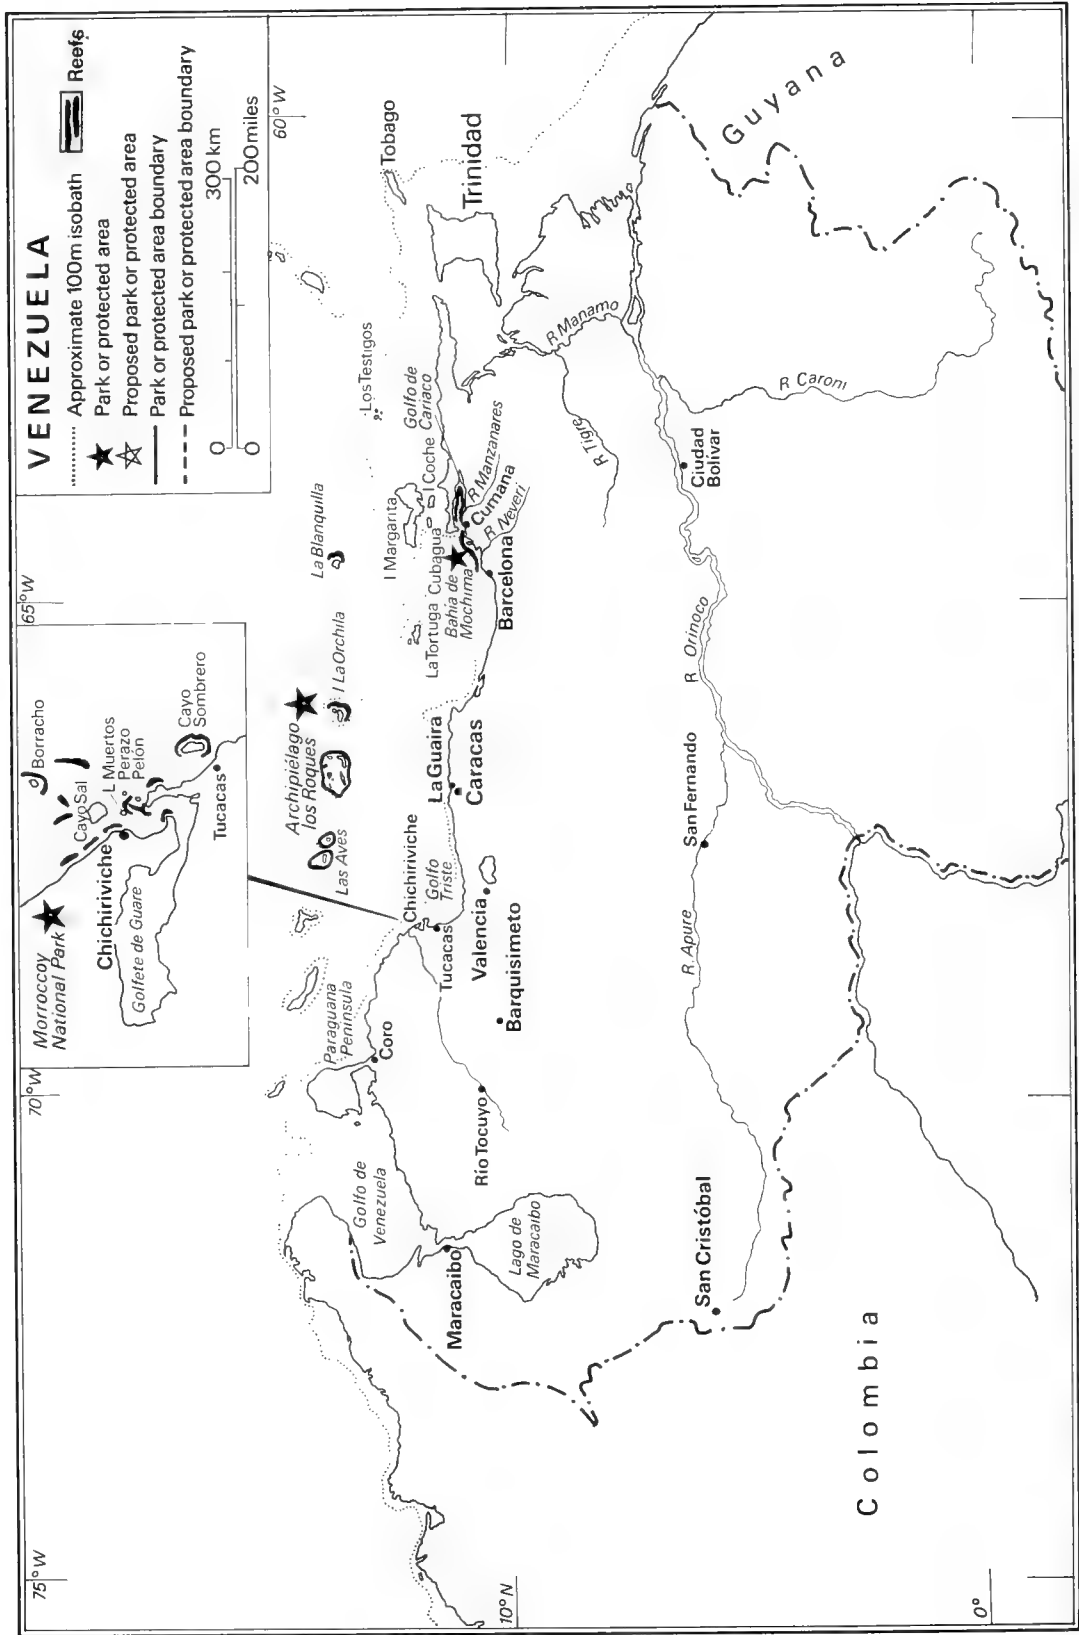 VENEZUELA
Approximate 100m isobath
Reefs
Park or protected area
Proposed park or protected area
Park or protected area boundary
Proposed park or protected area boundary
0 300 km
0 200 miles
75°W
70°W
65°W
60°W
10°N
0°
Morroccoy
National Park
Chichiriviche
Golfete de Guare
Borracho
Cayo Sal
L Muertos
Perazo
Pelón
Cayo
Sombrero
Tucacas
Archipiélago
los Roques
Las Aves
I La Orchila
La Blanquilla
Los Testigos
Tobago
Trinidad
I Margarita
I Coche
Cubagua
La Tortuga
Golfo de
Cariaco
R Manzanares
Cumana
R Neveri
Bahia de
Mochima
Barcelona
La Guaira
Caracas
Chichiriviche
Golfo
Triste
Tucacas
Valencia
Barquisimeto
Paraguana
Peninsula
Coro
Rio Tocuyo
Golfo de
Venezuela
Maracaibo
Lago de
Maracaibo
San Cristóbal
R. Apure
San Fernando
R Orinoco
Ciudad
Bolivar
R Caroni
R Tigre
R Manamo
Guyana
Colombia